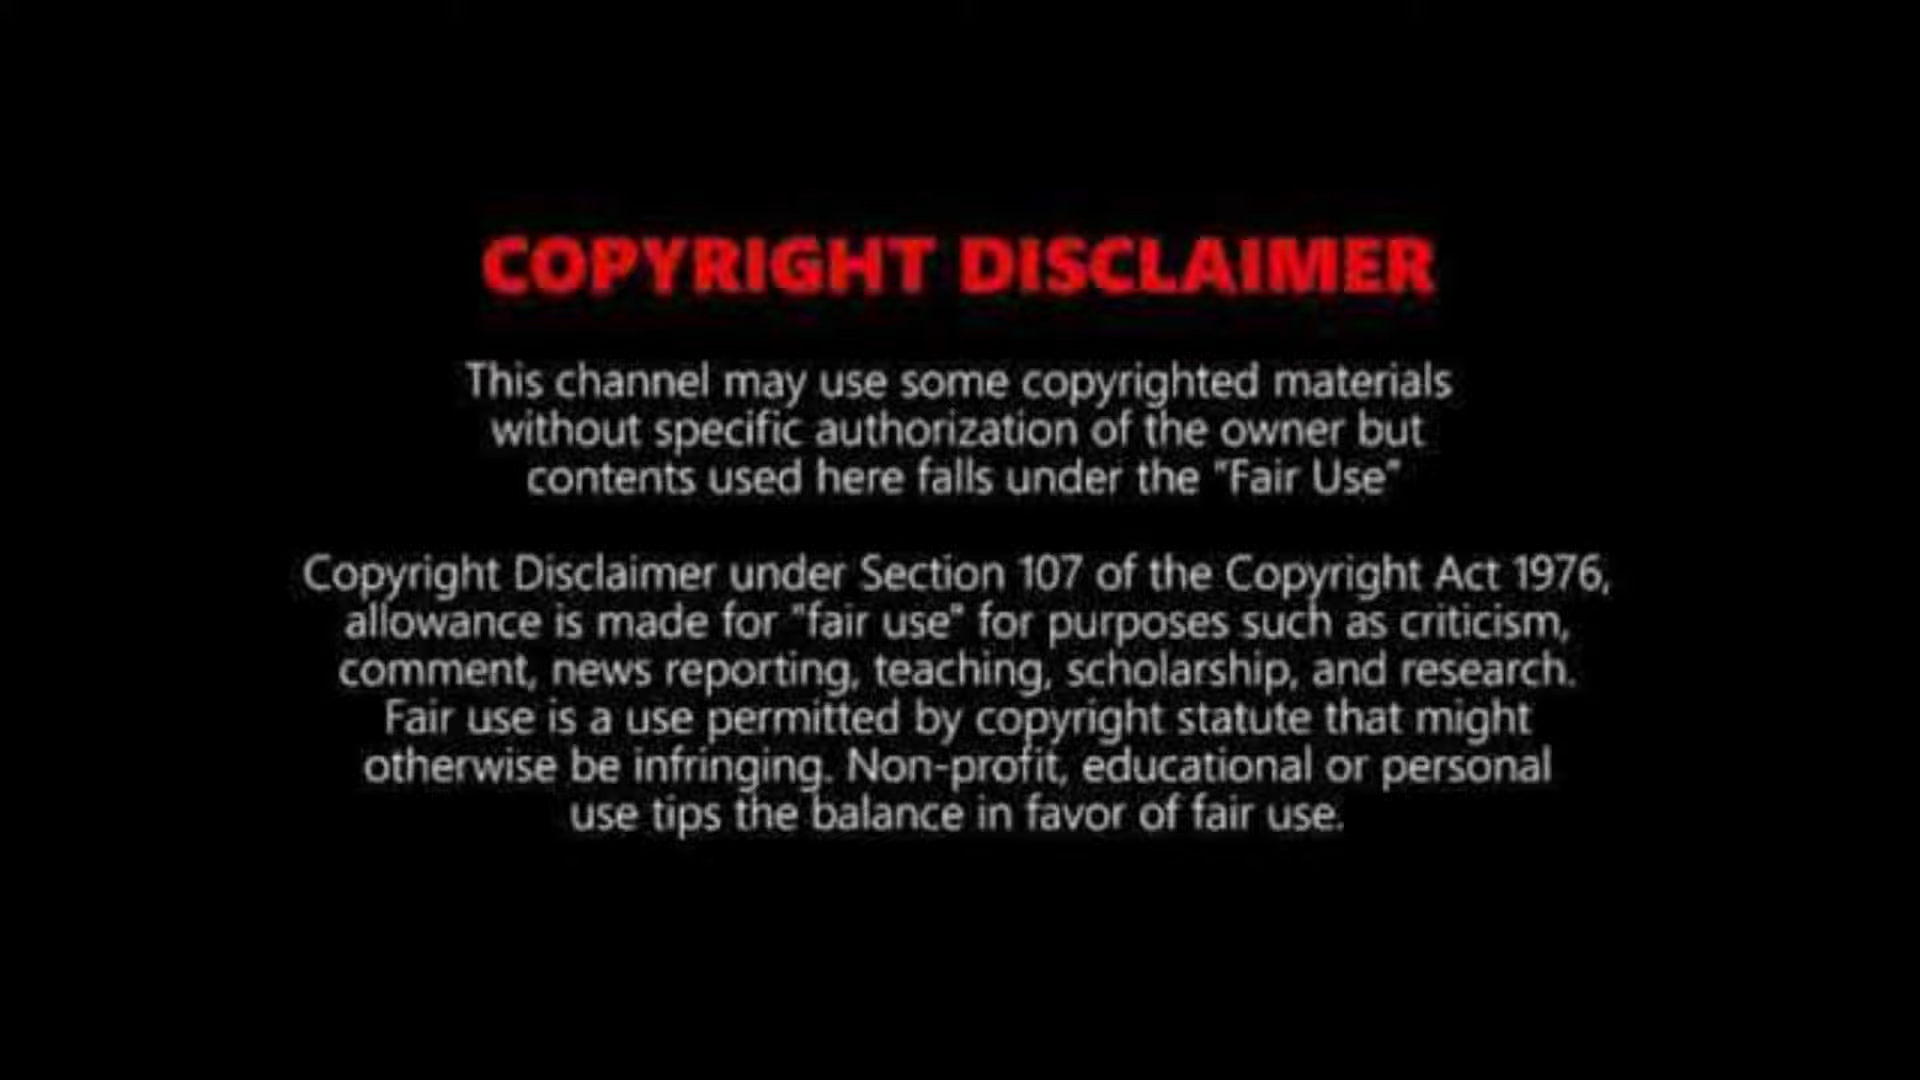 COPYRIGHT DISCLAIMER
This channel may use some copyrighted materials
without specific authorization of the owner but
contents used here falls under the "Fair Use"
Copyright Disclaimer under Section 107 of the Copyright Act 1976,
allowance is made for "fair use" for purposes such as criticism,
comment, news reporting, teaching, scholarship, and research.
Fair use is a use permitted by copyright statute that might
otherwise be infringing. Non-profit, educational or personal
use tips the balance in favor of fair use.